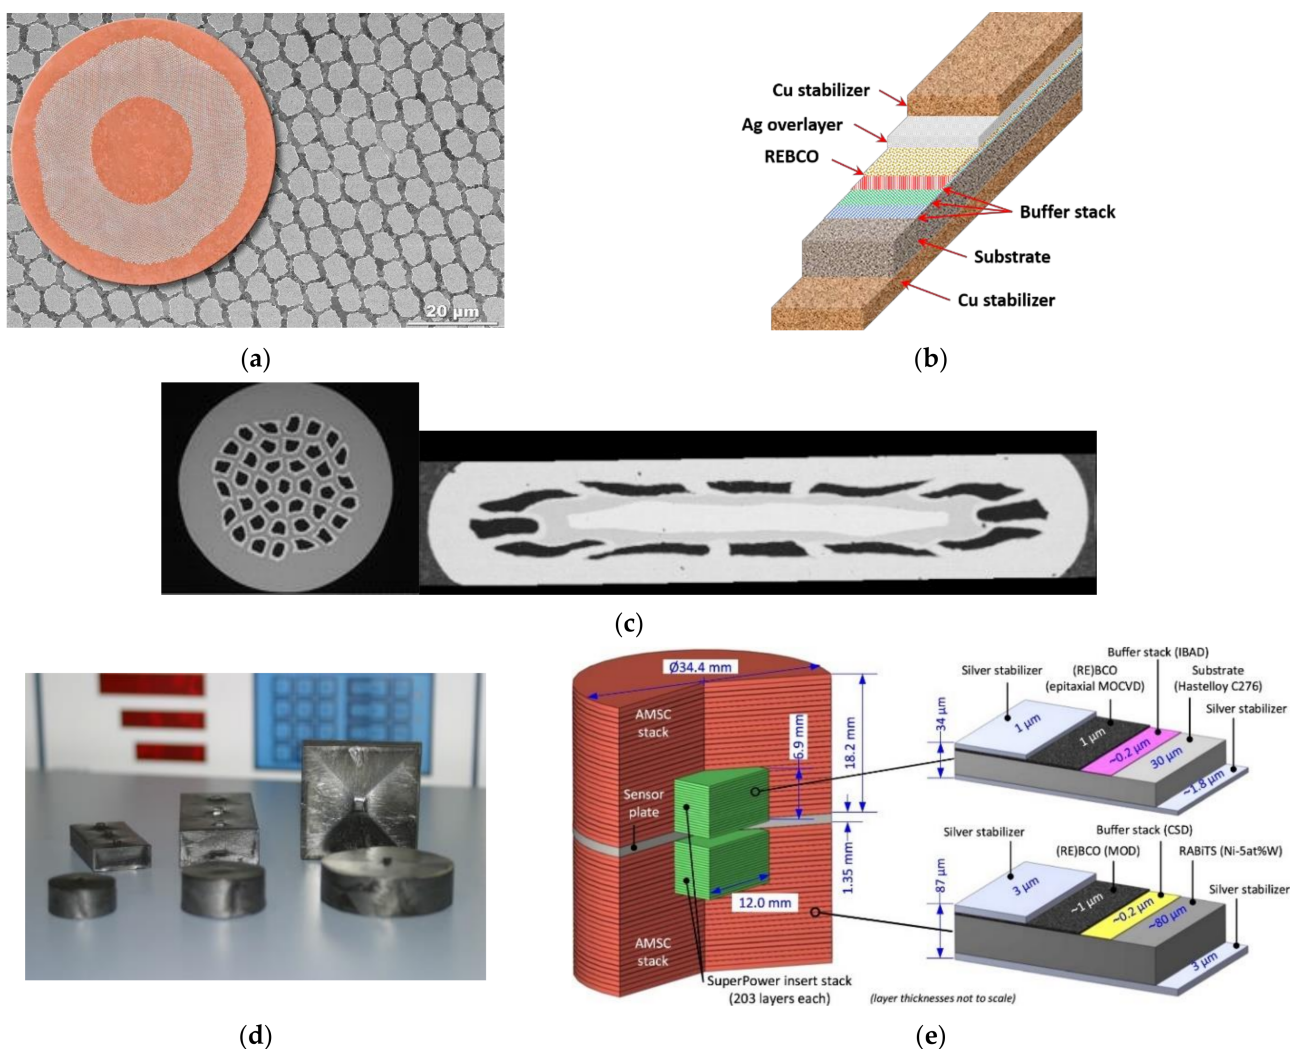 20 μm
(a)
Cu stabilizer
Ag overlayer
REBCO
Buffer stack
Substrate
Cu stabilizer
(b)
(c)
(d)
Ø34.4 mm
AMSC
stack
6.9 mm
18.2 mm
Sensor
plate
1.35 mm
12.0 mm
AMSC
stack
SuperPower insert stack
(203 layers each)
(layer thicknesses not to scale)
Buffer stack (IBAD)
(RE)BCO
(epitaxial MOCVD)
Substrate
(Hastelloy C276)
Silver stabilizer
Silver stabilizer
34 μm
1 μm
1 μm
~0.2 μm
30 μm
~1.8 μm
Silver stabilizer
Buffer stack (CSD)
(RE)BCO (MOD)
RABiTS (Ni-5at%W)
Silver stabilizer
87 μm
3 μm
~1 μm
~0.2 μm
~80 μm
3 μm
(e)